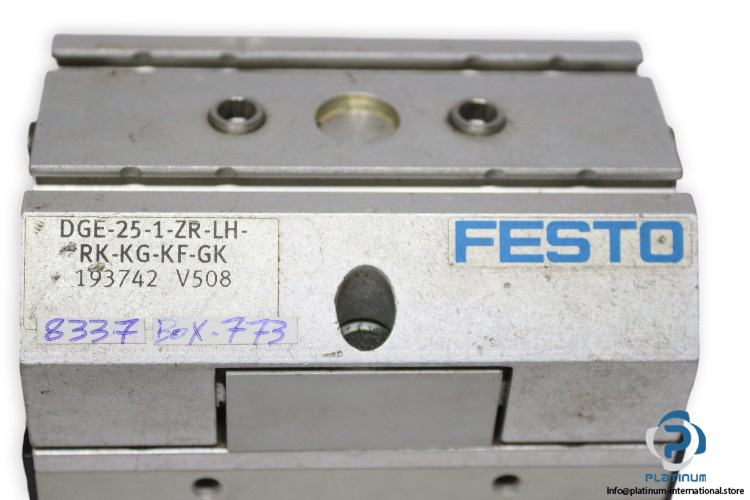 DGE-25-1-ZR-LH-
RK-KG-KF-GK
193742 V508
FESTO
8337 BOX-773
PLATINUM
Info@platinum-international.store